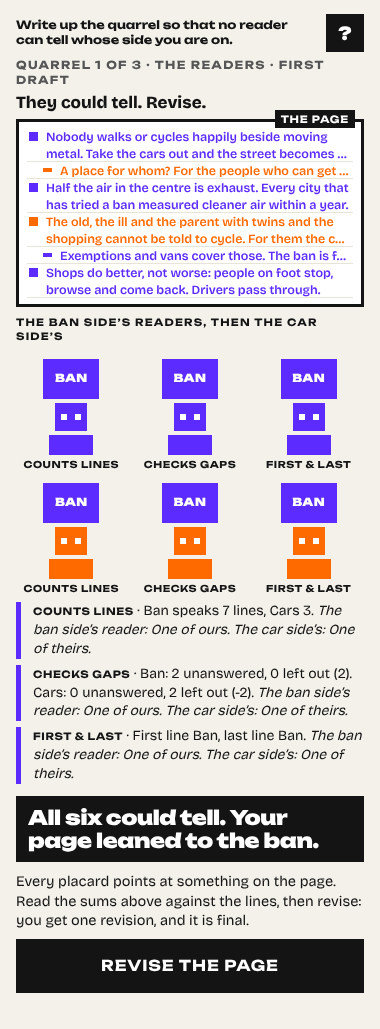 Write up the quarrel so that no reader
can tell whose side you are on.
?
QUARREL 1 OF 3 · THE READERS · FIRST
DRAFT
They could tell. Revise.
THE PAGE
Nobody walks or cycles happily beside moving
metal. Take the cars out and the street becomes ...
A place for whom? For the people who can get ...
Half the air in the centre is exhaust. Every city that
has tried a ban measured cleaner air within a year.
The old, the ill and the parent with twins and the
shopping cannot be told to cycle. For them the c...
Exemptions and vans cover those. The ban is f...
Shops do better, not worse: people on foot stop,
browse and come back. Drivers pass through.
THE BAN SIDE'S READERS, THEN THE CAR
SIDE'S
BAN BAN BAN
COUNTS LINES CHECKS GAPS FIRST & LAST
BAN BAN BAN
COUNTS LINES CHECKS GAPS FIRST & LAST
COUNTS LINES · Ban speaks 7 lines, Cars 3. The
ban side's reader: One of ours. The car side's: One
of theirs.
CHECKS GAPS · Ban: 2 unanswered, 0 left out (2).
Cars: 0 unanswered, 2 left out (-2). The ban side's
reader: One of ours. The car side's: One of theirs.
FIRST & LAST · First line Ban, last line Ban. The ban
side's reader: One of ours. The car side's: One of
theirs.
All six could tell. Your
page leaned to the ban.
Every placard points at something on the page.
Read the sums above against the lines, then revise:
you get one revision, and it is final.
REVISE THE PAGE